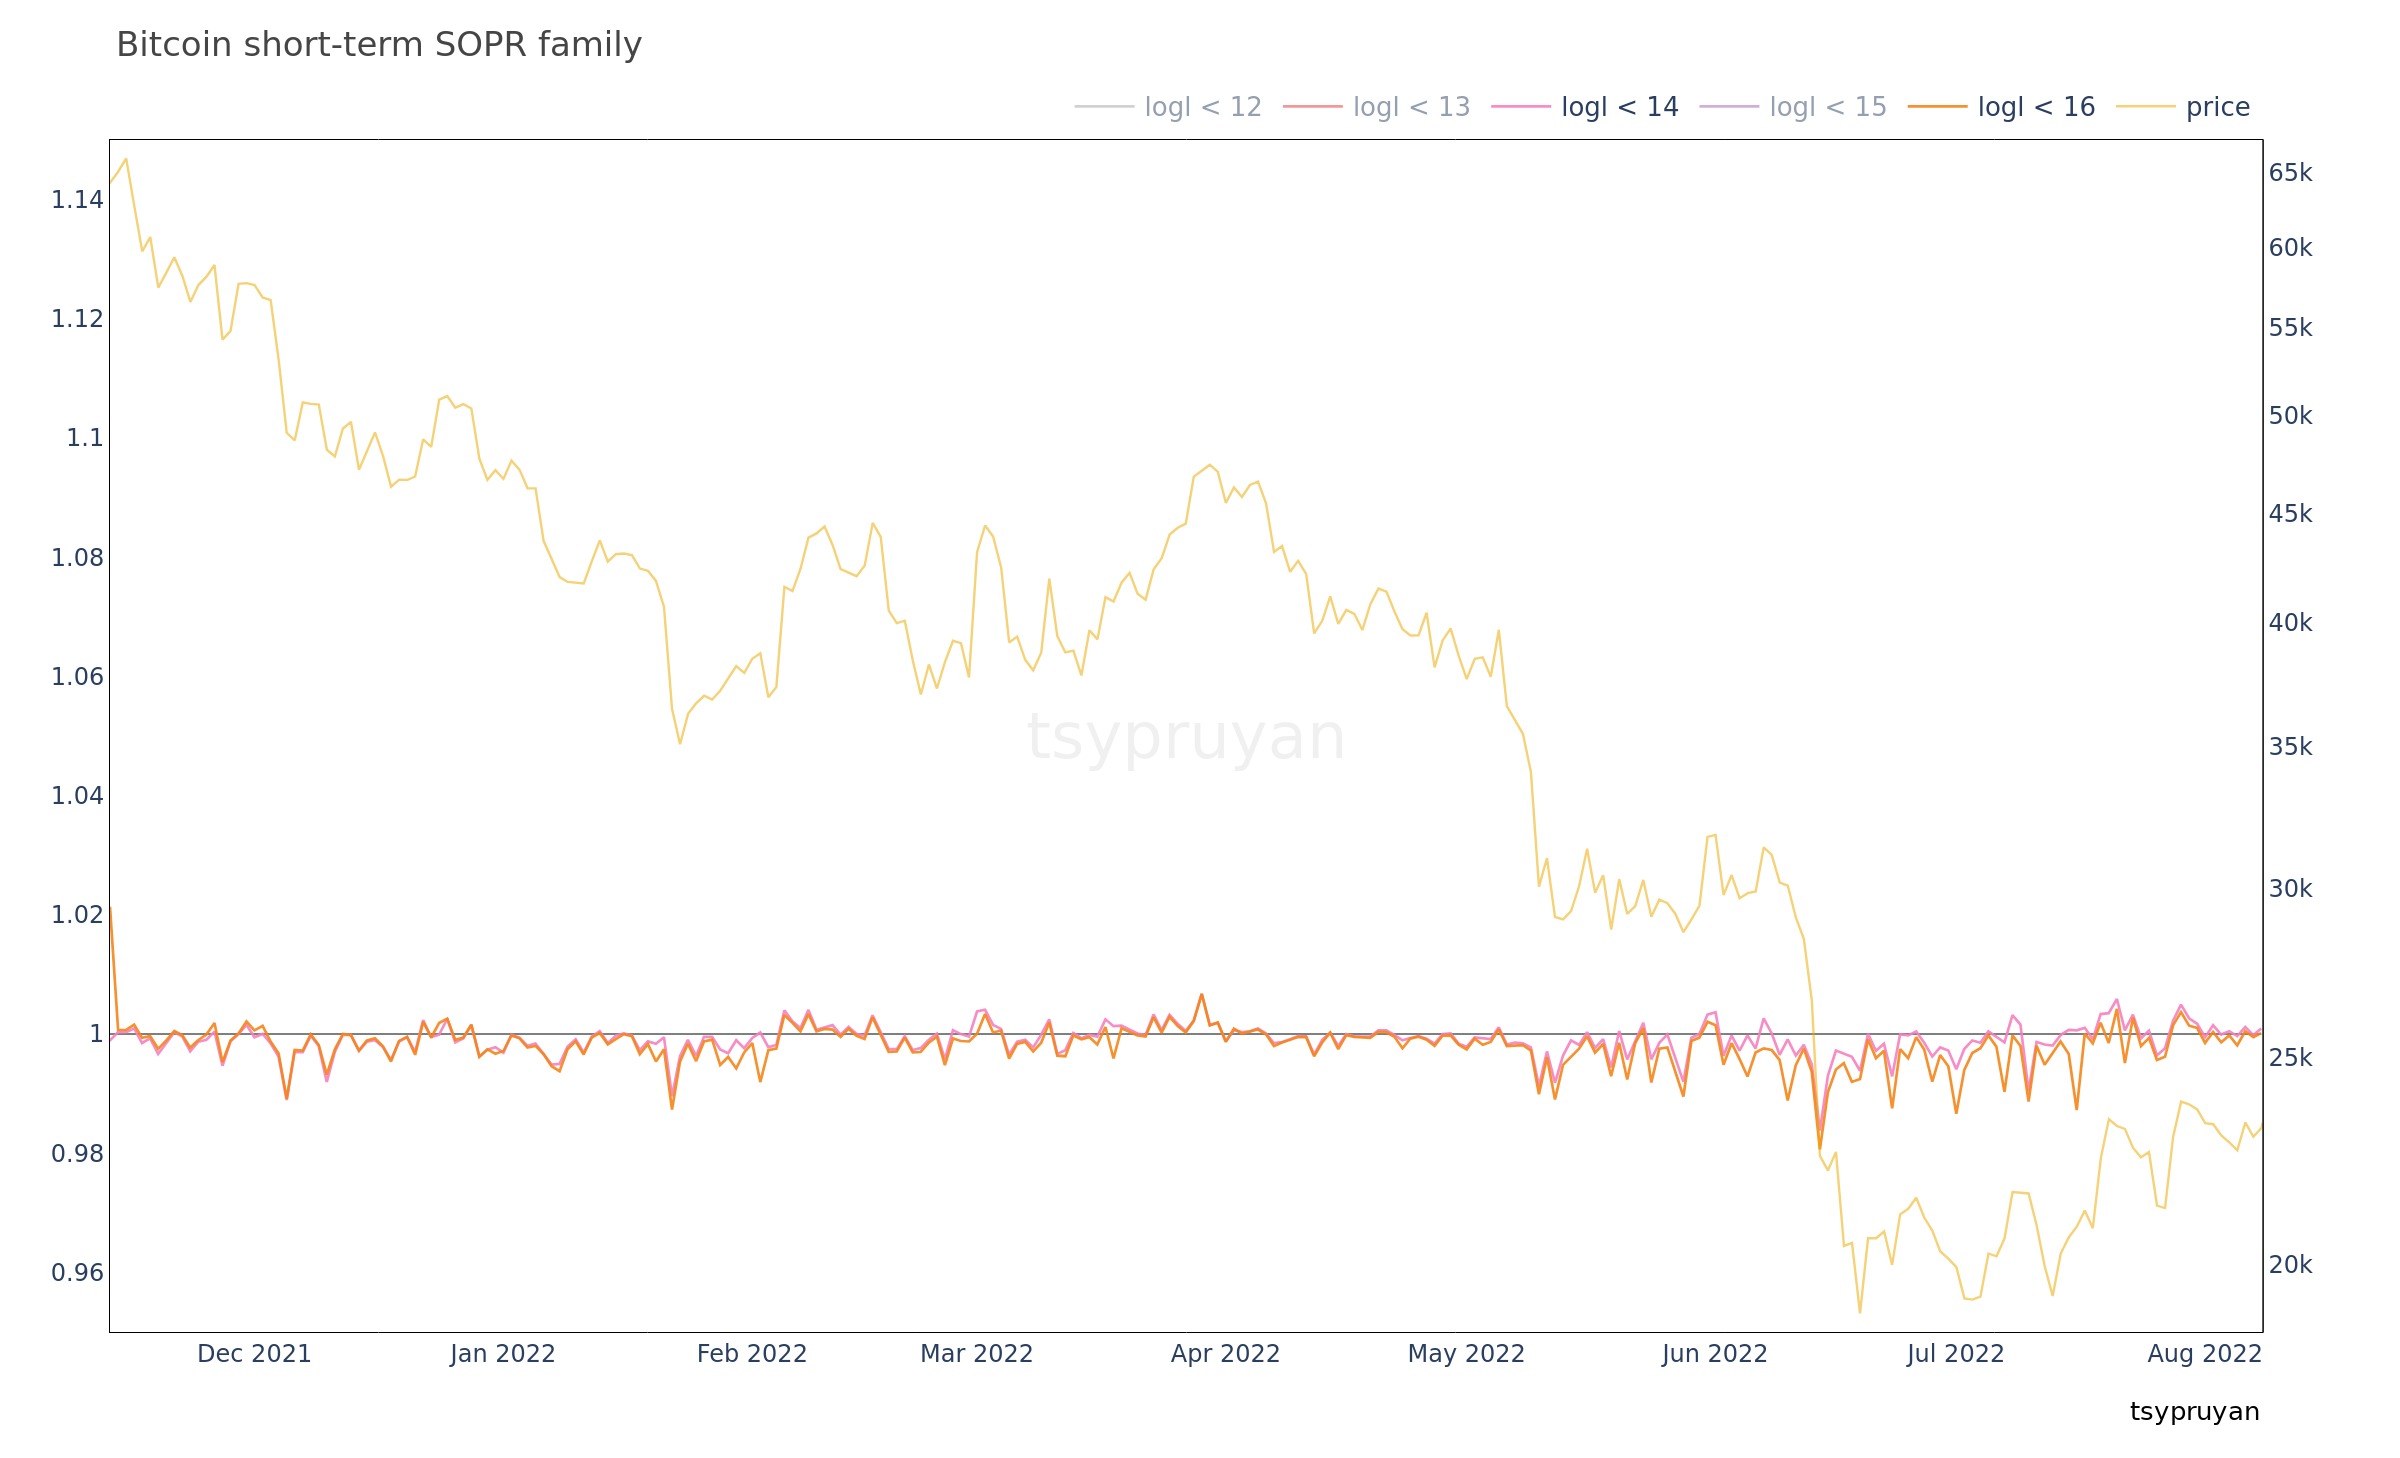 Bitcoin short-term SOPR family
logl < 12 logl < 13 logl < 14 logl < 15 logl < 16 price
1.14
1.12
1.1
1.08
1.06
1.04
1.02
1
0.98
0.96
65k
60k
55k
50k
45k
40k
35k
30k
25k
20k
tsypruyan
Dec 2021 Jan 2022 Feb 2022 Mar 2022 Apr 2022 May 2022 Jun 2022 Jul 2022 Aug 2022
tsypruyan